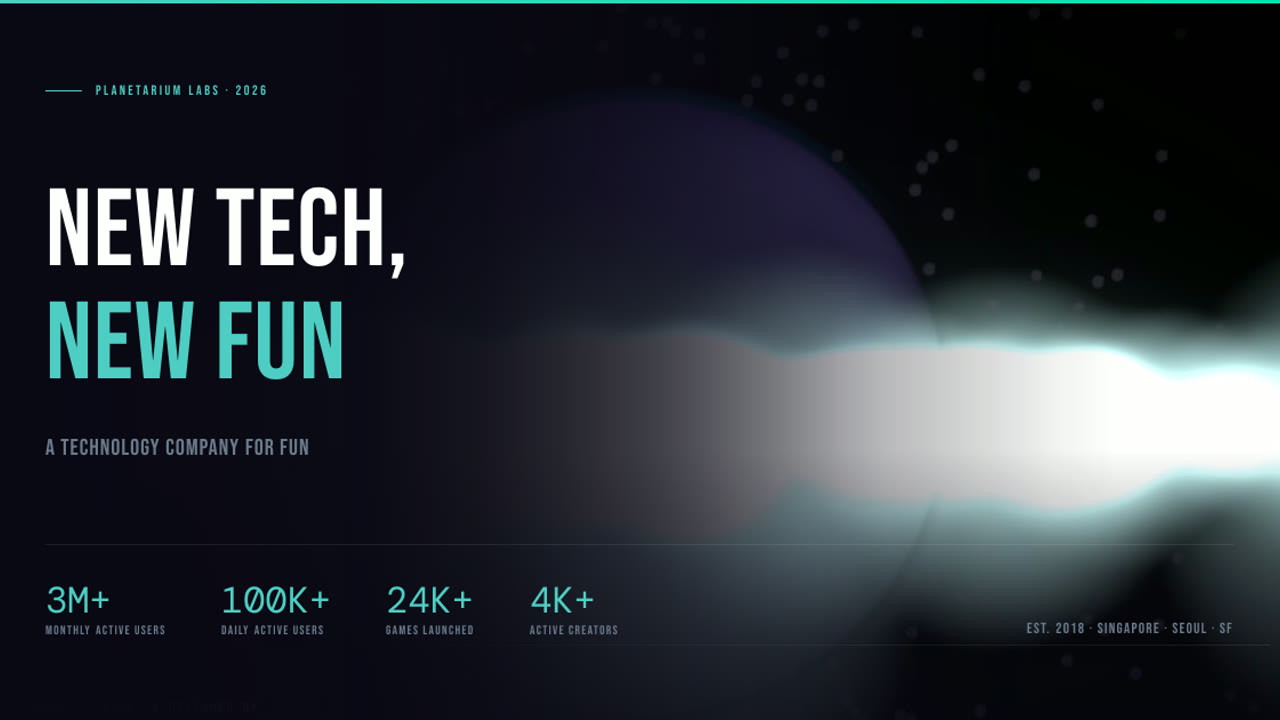 PLANETARIUM LABS · 2026
NEW TECH,
NEW FUN
A TECHNOLOGY COMPANY FOR FUN
3M+
MONTHLY ACTIVE USERS
100K+
DAILY ACTIVE USERS
24K+
GAMES LAUNCHED
4K+
ACTIVE CREATORS
EST. 2018 · SINGAPORE · SEOUL · SF